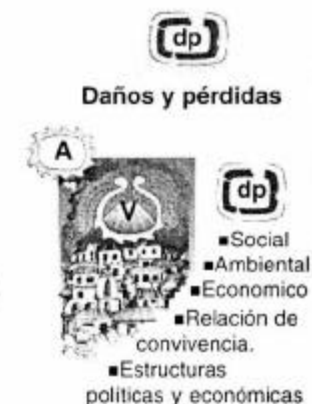 dp
Daños y pérdidas
A
V
dp
■Social
■Ambiental
■Economico
■Relación de
convivencia.
■Estructuras
políticas y económicas